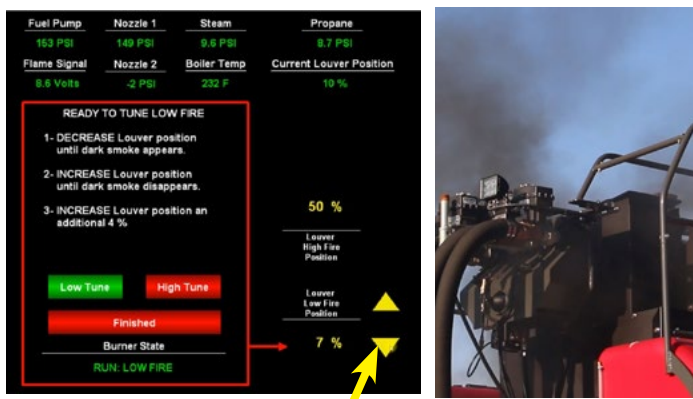 Fuel Pump Nozzle 1 Steam Propane
153 PSI 149 PSI 9.6 PSI 8.7 PSI
Flame Signal Nozzle 2 Boiler Temp Current Louver Position
8.6 Volts -2 PSI 232 F 10 %
READY TO TUNE LOW FIRE
1- DECREASE Louver position
until dark smoke appears.
2- INCREASE Louver position
until dark smoke disappears.
3- INCREASE Louver position an
additional 4 %
50 %
Louver
High Fire
Position
Low Tune High Tune
Louver
Low Fire
Position
Finished
Burner State
7 %
RUN: LOW FIRE